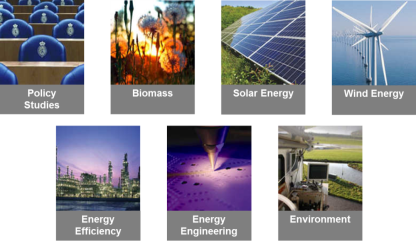 Policy
Studies
Biomass
Solar Energy
Wind Energy
Energy
Efficiency
Energy
Engineering
Environment